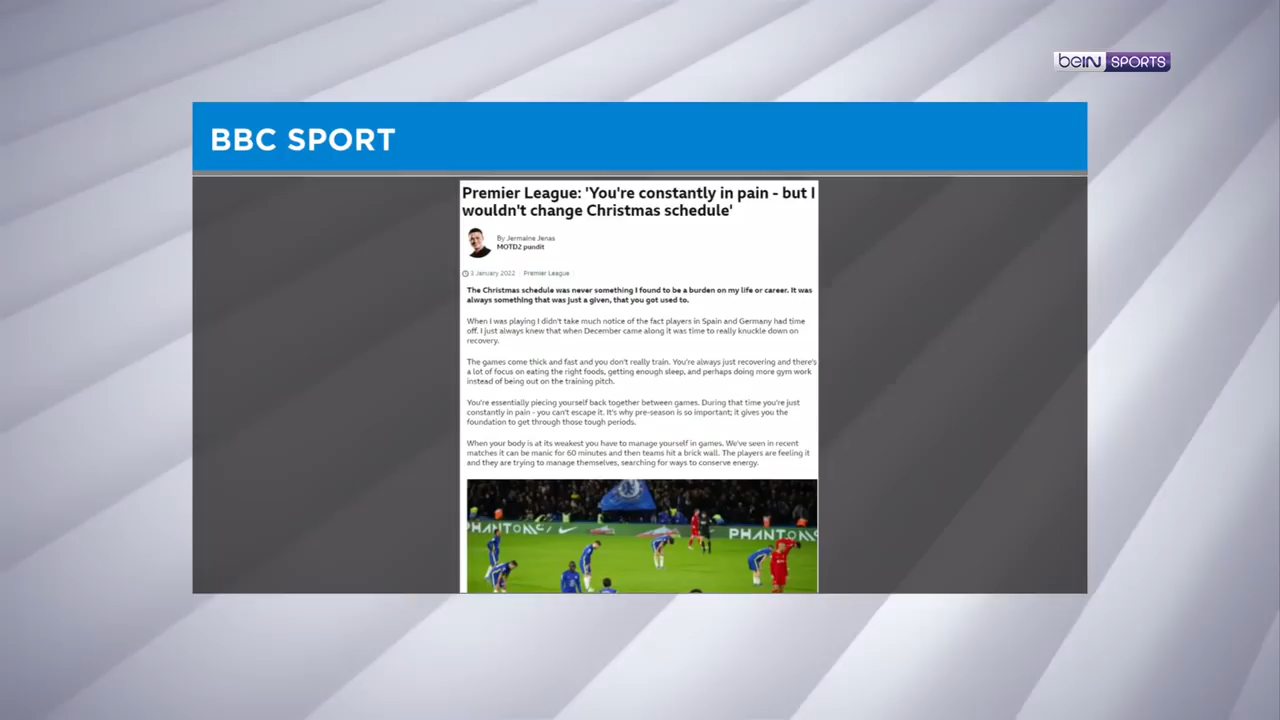 beIN SPORTS
BBC SPORT
Premier League: 'You're constantly in pain - but I
wouldn't change Christmas schedule'
By Jermaine Jenas
MOTD2 pundit
3 January 2022 Premier League
The Christmas schedule was never something I found to be a burden on my life or career. It was
always something that was just a given, that you got used to.
When I was playing I didn't take much notice of the fact players in Spain and Germany had time
off. I just always knew that when December came along it was time to really knuckle down on
recovery.
The games come thick and fast and you don't really train. You're always just recovering and there's
a lot of focus on eating the right foods, getting enough sleep, and perhaps doing more gym work
instead of being out on the training pitch.
You're essentially piecing yourself back together between games. During that time you're just
constantly in pain - you can't escape it. It's why pre-season is so important; it gives you the
foundation to get through those tough periods.
When your body is at its weakest you have to manage yourself in games. We've seen in recent
matches it can be manic for 60 minutes and then teams hit a brick wall. The players are feeling it
and they are trying to manage themselves, searching for ways to conserve energy.
PHANTOM PHANTOM